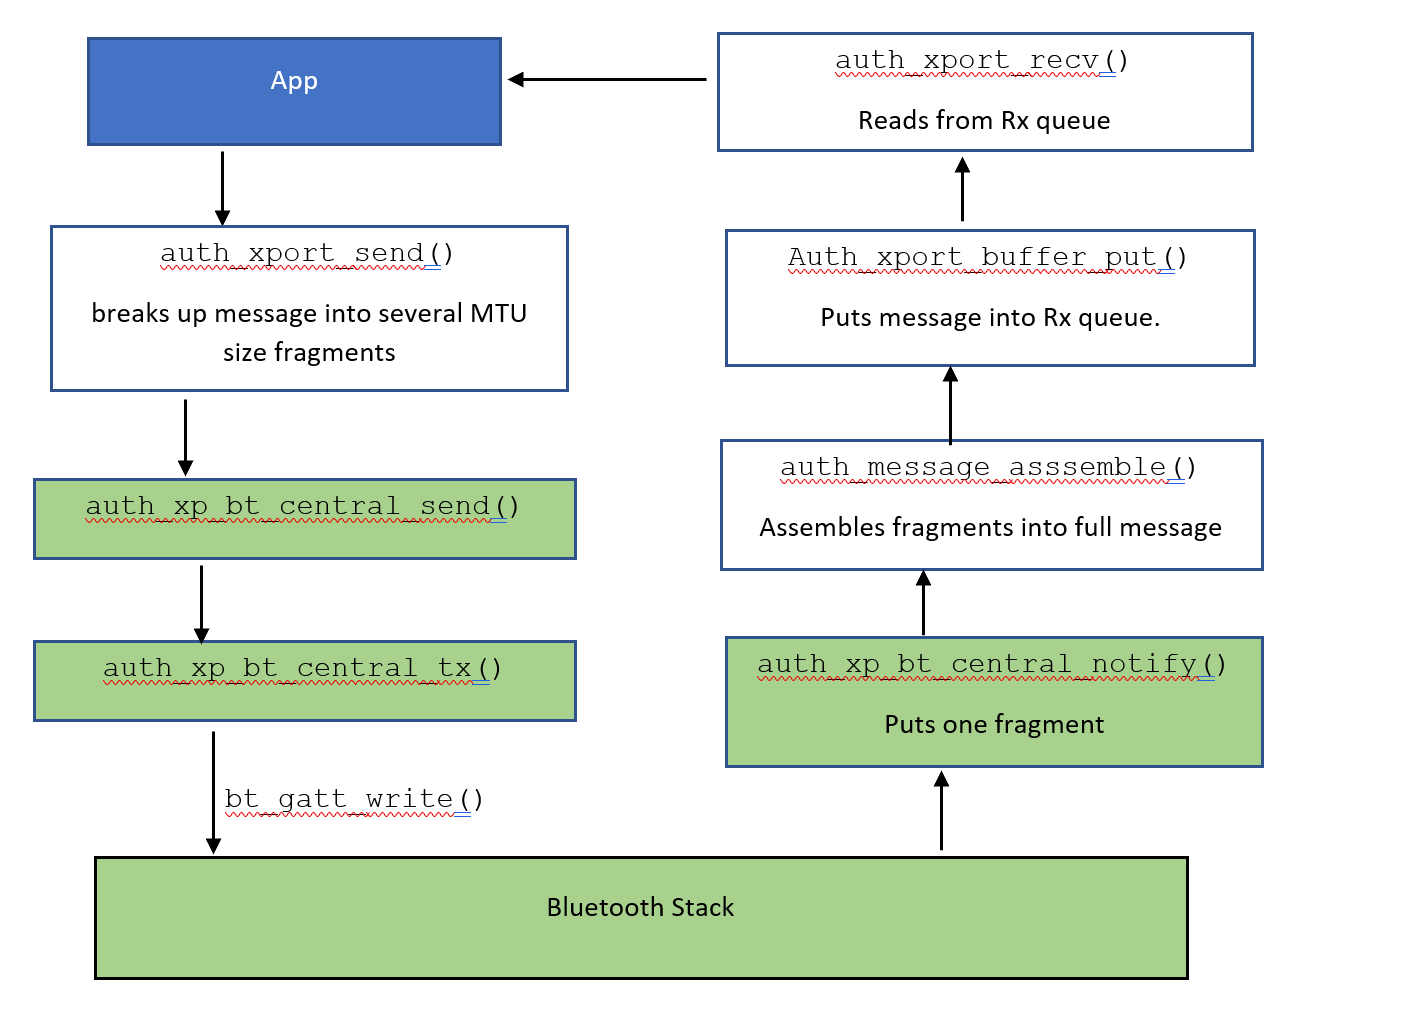 App
auth_xport_send()
breaks up message into several MTU
size fragments
auth_xp_bt_central_send()
auth_xp_bt_central_tx()
bt_gatt_write()
auth_xport_recv()
Reads from Rx queue
Auth_xport_buffer_put()
Puts message into Rx queue.
auth_message_asssemble()
Assembles fragments into full message
auth_xp_bt_central_notify()
Puts one fragment
Bluetooth Stack